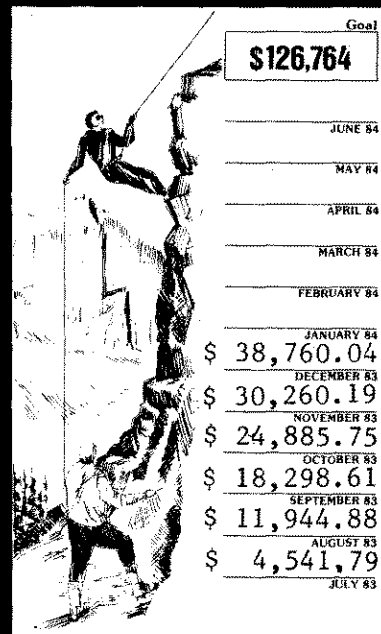 Goal
$126,764
JUNE 84
MAY 84
APRIL 84
MARCH 84
FEBRUARY 84
JANUARY 84
$ 38,760.04
DECEMBER 83
$ 30,260.19
NOVEMBER 83
$ 24,885.75
OCTOBER 83
$ 18,298.61
SEPTEMBER 83
$ 11,944.88
AUGUST 83
$ 4,541,79
JULY 83